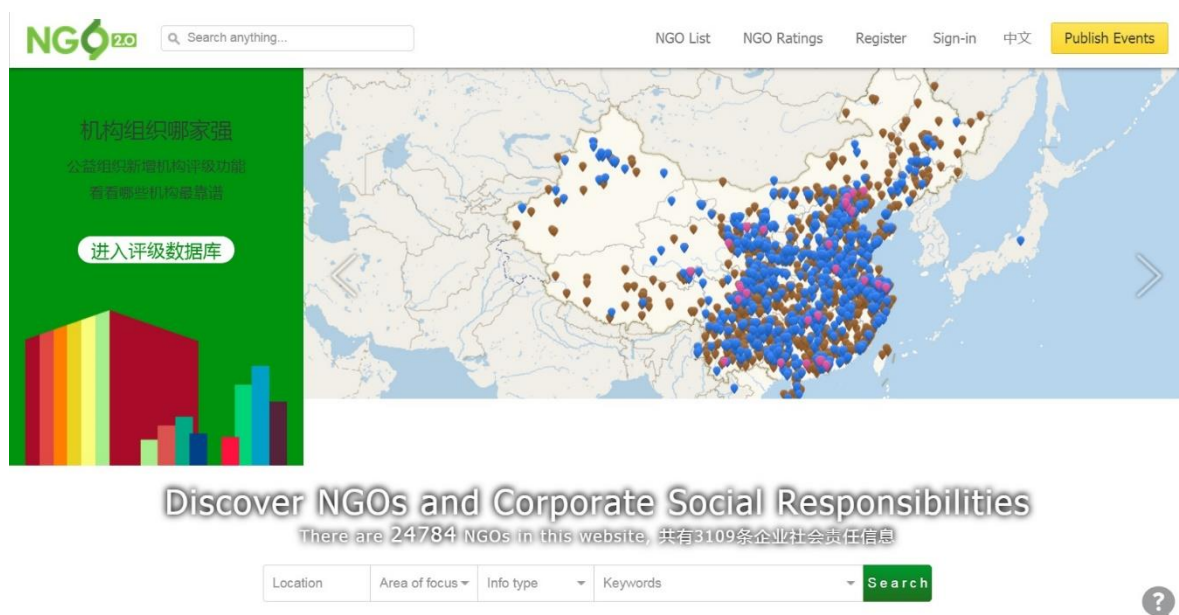 NGO 2.0
Search anything...
NGO List
NGO Ratings
Register
Sign-in
中文
Publish Events
机构组织哪家强
公益组织新增机构评级功能
看看哪些机构最靠谱
进入评级数据库
Discover NGOs and Corporate Social Responsibilities
There are 24784 NGOs in this website, 共有3109条企业社会责任信息
Location
Area of focus
Info type
Keywords
Search
?